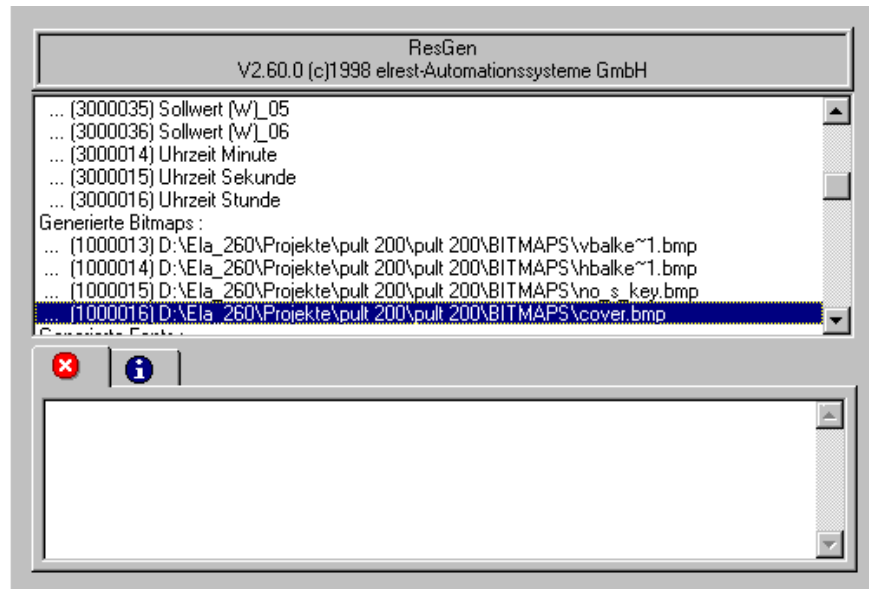 ResGen
V2.60.0 (c)1998 elrest-Automationssysteme GmbH
... (3000035) Sollwert (W)_05
... (3000036) Sollwert (W)_06
... (3000014) Uhrzeit Minute
... (3000015) Uhrzeit Sekunde
... (3000016) Uhrzeit Stunde
Generierte Bitmaps :
... (1000013) D:\Ela_260\Projekte\pult 200\pult 200\BITMAPS\vbalke~1.bmp
... (1000014) D:\Ela_260\Projekte\pult 200\pult 200\BITMAPS\hbalke~1.bmp
... (1000015) D:\Ela_260\Projekte\pult 200\pult 200\BITMAPS\no_s_key.bmp
... (1000016) D:\Ela_260\Projekte\pult 200\pult 200\BITMAPS\cover.bmp
Generierte Fonts :